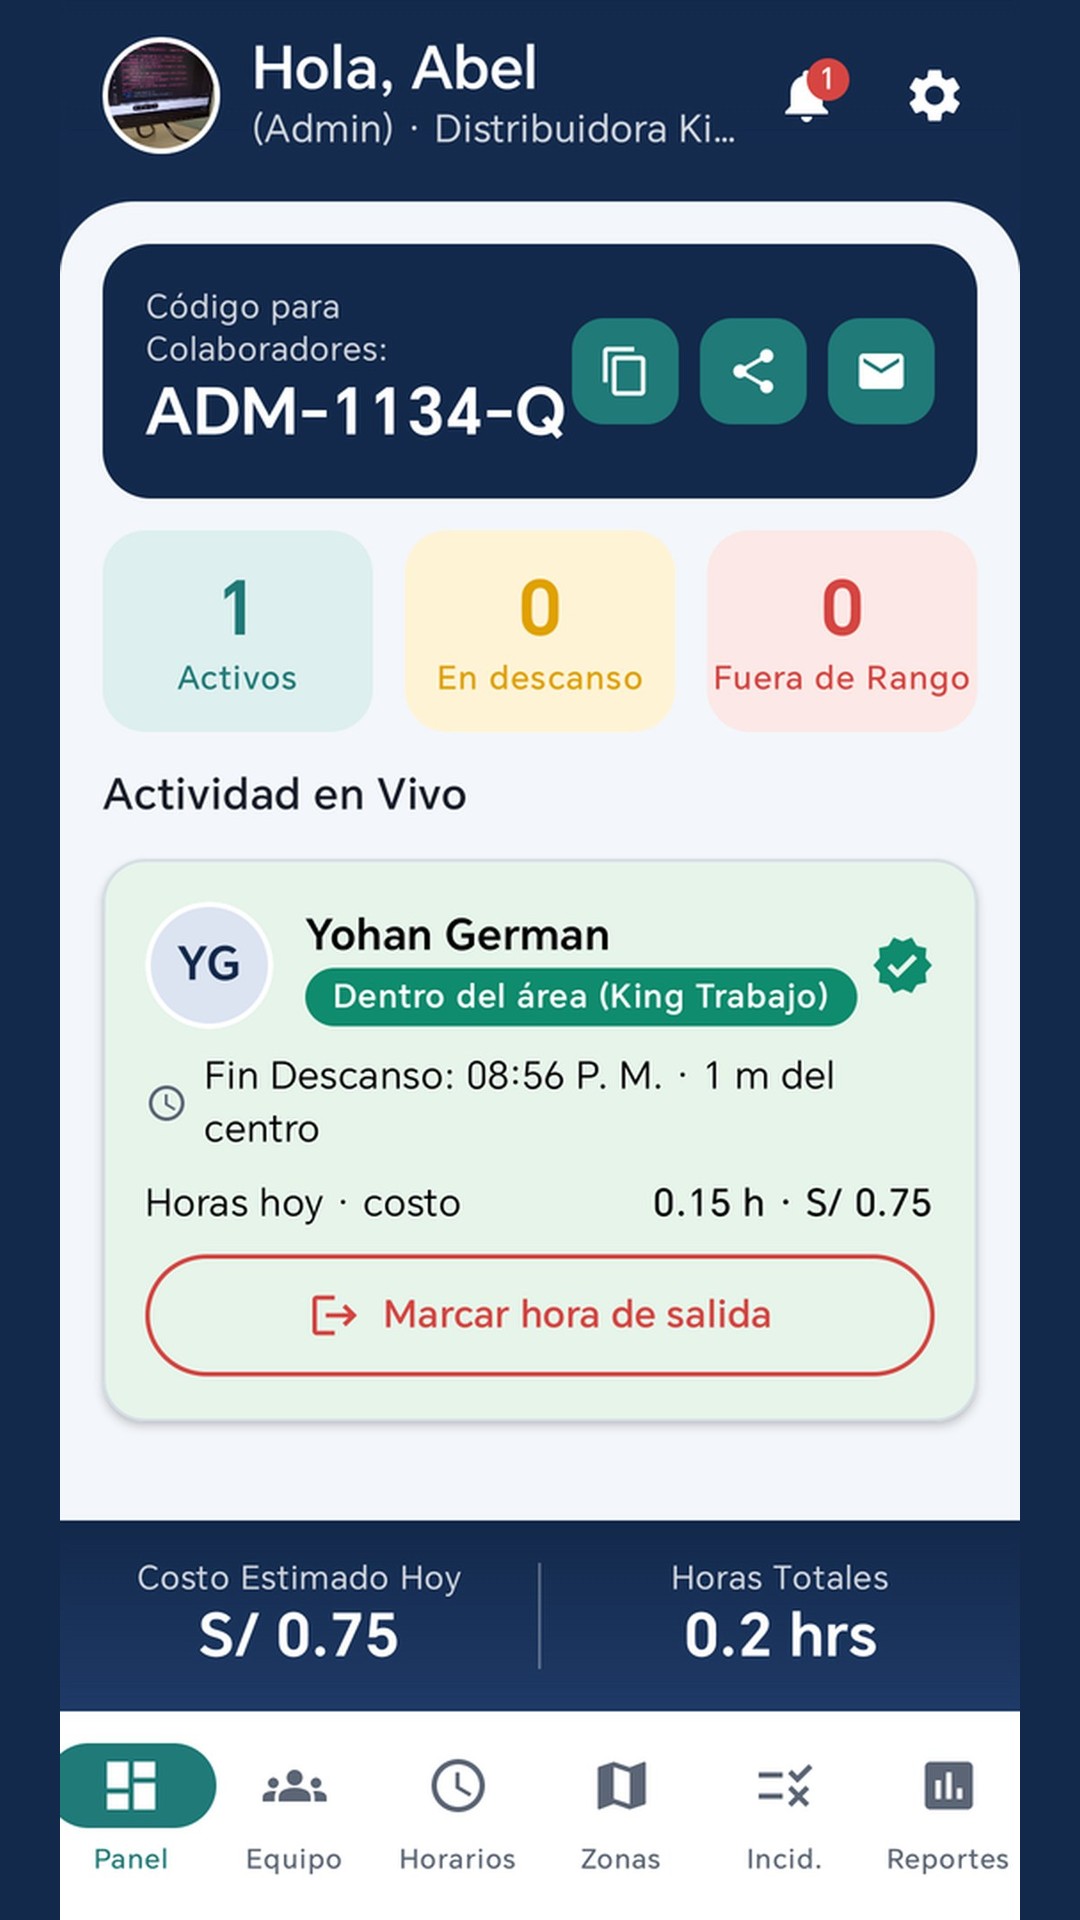 Hola, Abel
(Admin) · Distribuidora Ki...
1
Código para
Colaboradores:
ADM-1134-Q
1
Activos
0
En descanso
0
Fuera de Rango
Actividad en Vivo
YG
Yohan German
Dentro del área (King Trabajo)
Fin Descanso: 08:56 P. M. · 1 m del
centro
Horas hoy · costo
0.15 h · S/ 0.75
Marcar hora de salida
Costo Estimado Hoy
S/ 0.75
Horas Totales
0.2 hrs
Panel
Equipo
Horarios
Zonas
Incid.
Reportes